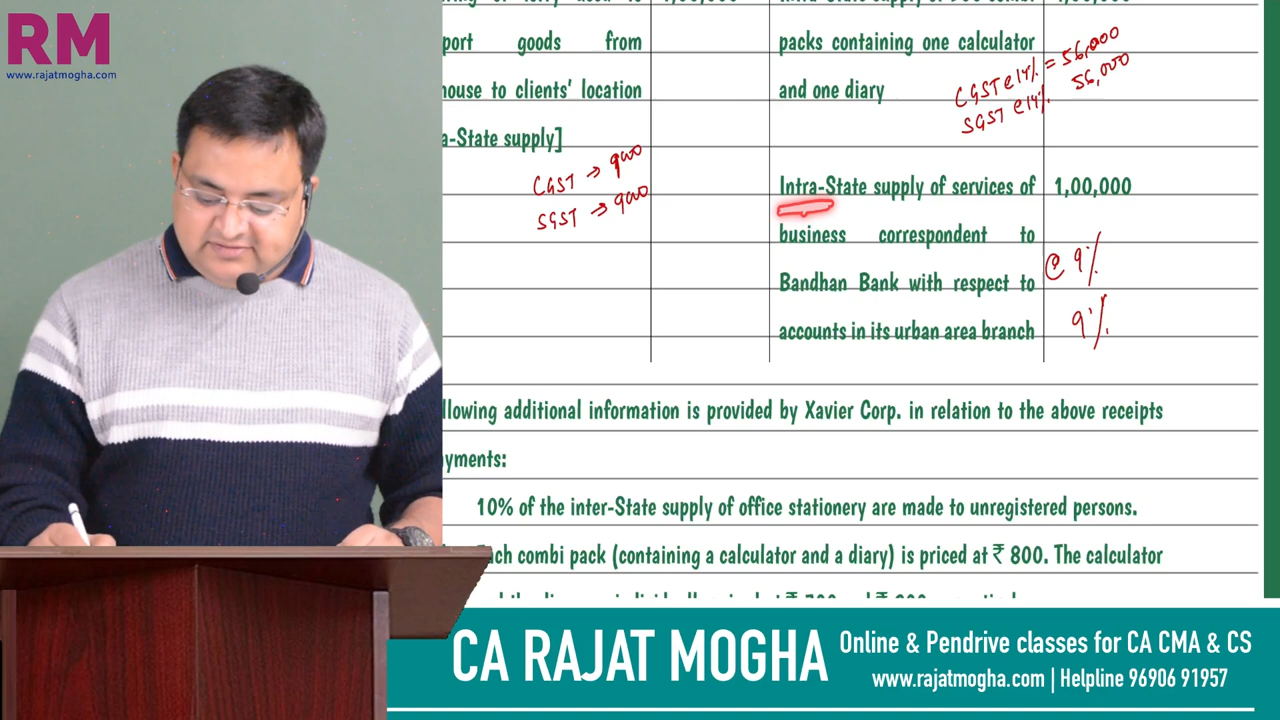 RM
www.rajatmogha.com
port goods from
house to clients' location
a-State supply]
CGST → 9000
SGST → 9000
packs containing one calculator
and one diary
CGST @ 14% = 56,000
SGST @ 14% 56,000
Intra-State supply of services of 1,00,000
business correspondent to
Bandhan Bank with respect to
accounts in its urban area branch
@ 9%
9%
llowing additional information is provided by Xavier Corp. in relation to the above receipts
yments:
10% of the inter-State supply of office stationery are made to unregistered persons.
ach combi pack (containing a calculator and a diary) is priced at ₹ 800. The calculator
CA RAJAT MOGHA
Online & Pendrive classes for CA CMA & CS
www.rajatmogha.com | Helpline 96906 91957